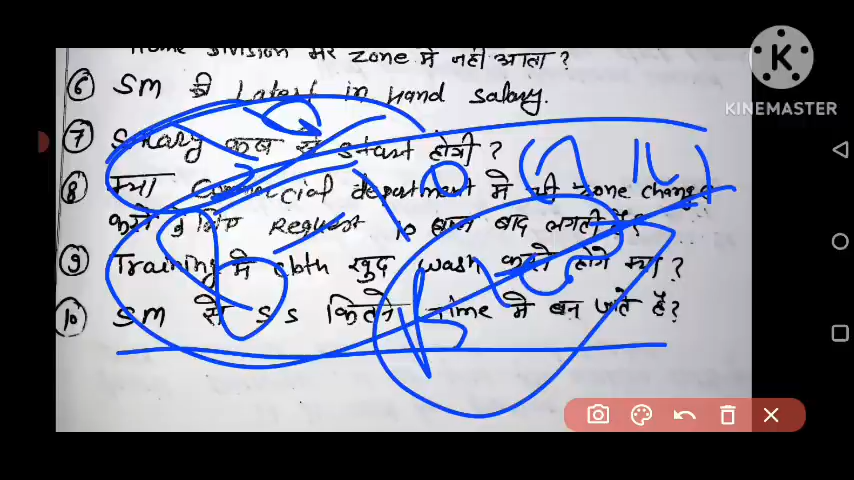 Home division मेरे zone मे नहीं आता ?
⑥ SM की Latest in Hand salary.
⑦ Salary कब से start होगी ?
⑧ क्या Commercial department मे भी zone change
करने के लिए Request 10 साल बाद लगती है
⑨ Training मे cloth खुद wash करने होंगे क्या ?
⑩ SM से SS कितने time मे बन जाते है?
K
KINEMASTER